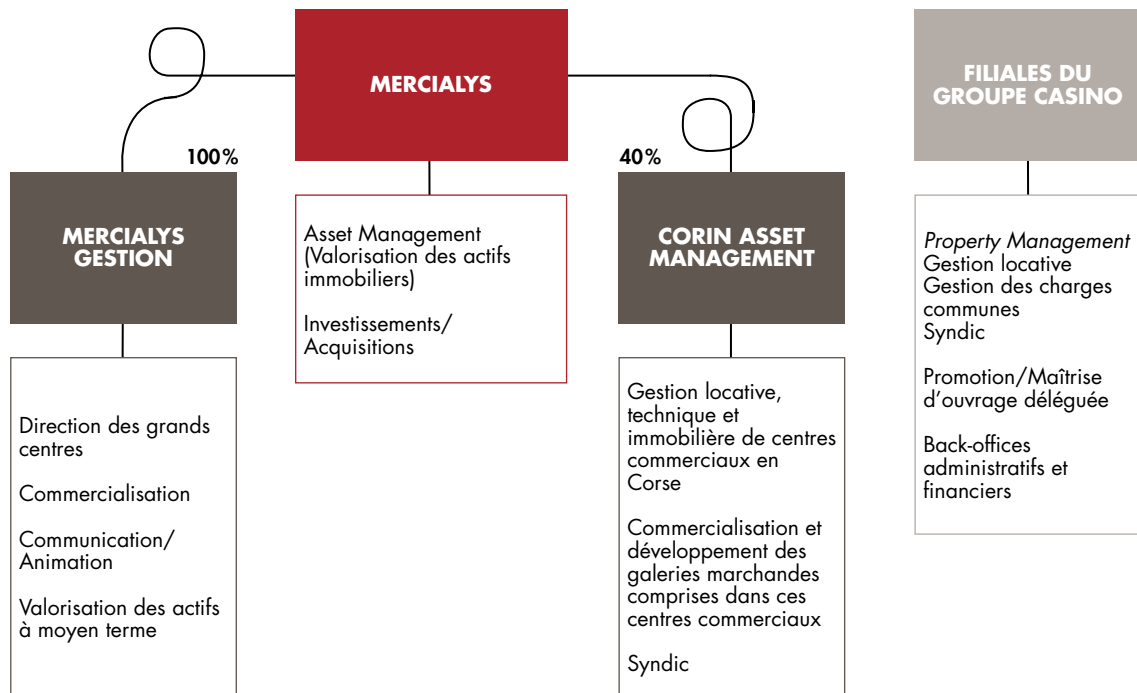 MERCIALYS
FILIALES DU
GROUPE CASINO
100%
40%
MERCIALYS
GESTION
Asset Management
(Valorisation des actifs
immobiliers)
Investissements/
Acquisitions
CORIN ASSET
MANAGEMENT
Property Management
Gestion locative
Gestion des charges
communes
Syndic
Promotion/Maîtrise
d’ouvrage déléguée
Back-offices
administratifs et
financiers
Direction des grands
centres
Commercialisation
Communication/
Animation
Valorisation des actifs
à moyen terme
Gestion locative,
technique et
immobilière de centres
commerciaux en
Corse
Commercialisation et
développement des
galeries marchandes
comprises dans ces
centres commerciaux
Syndic